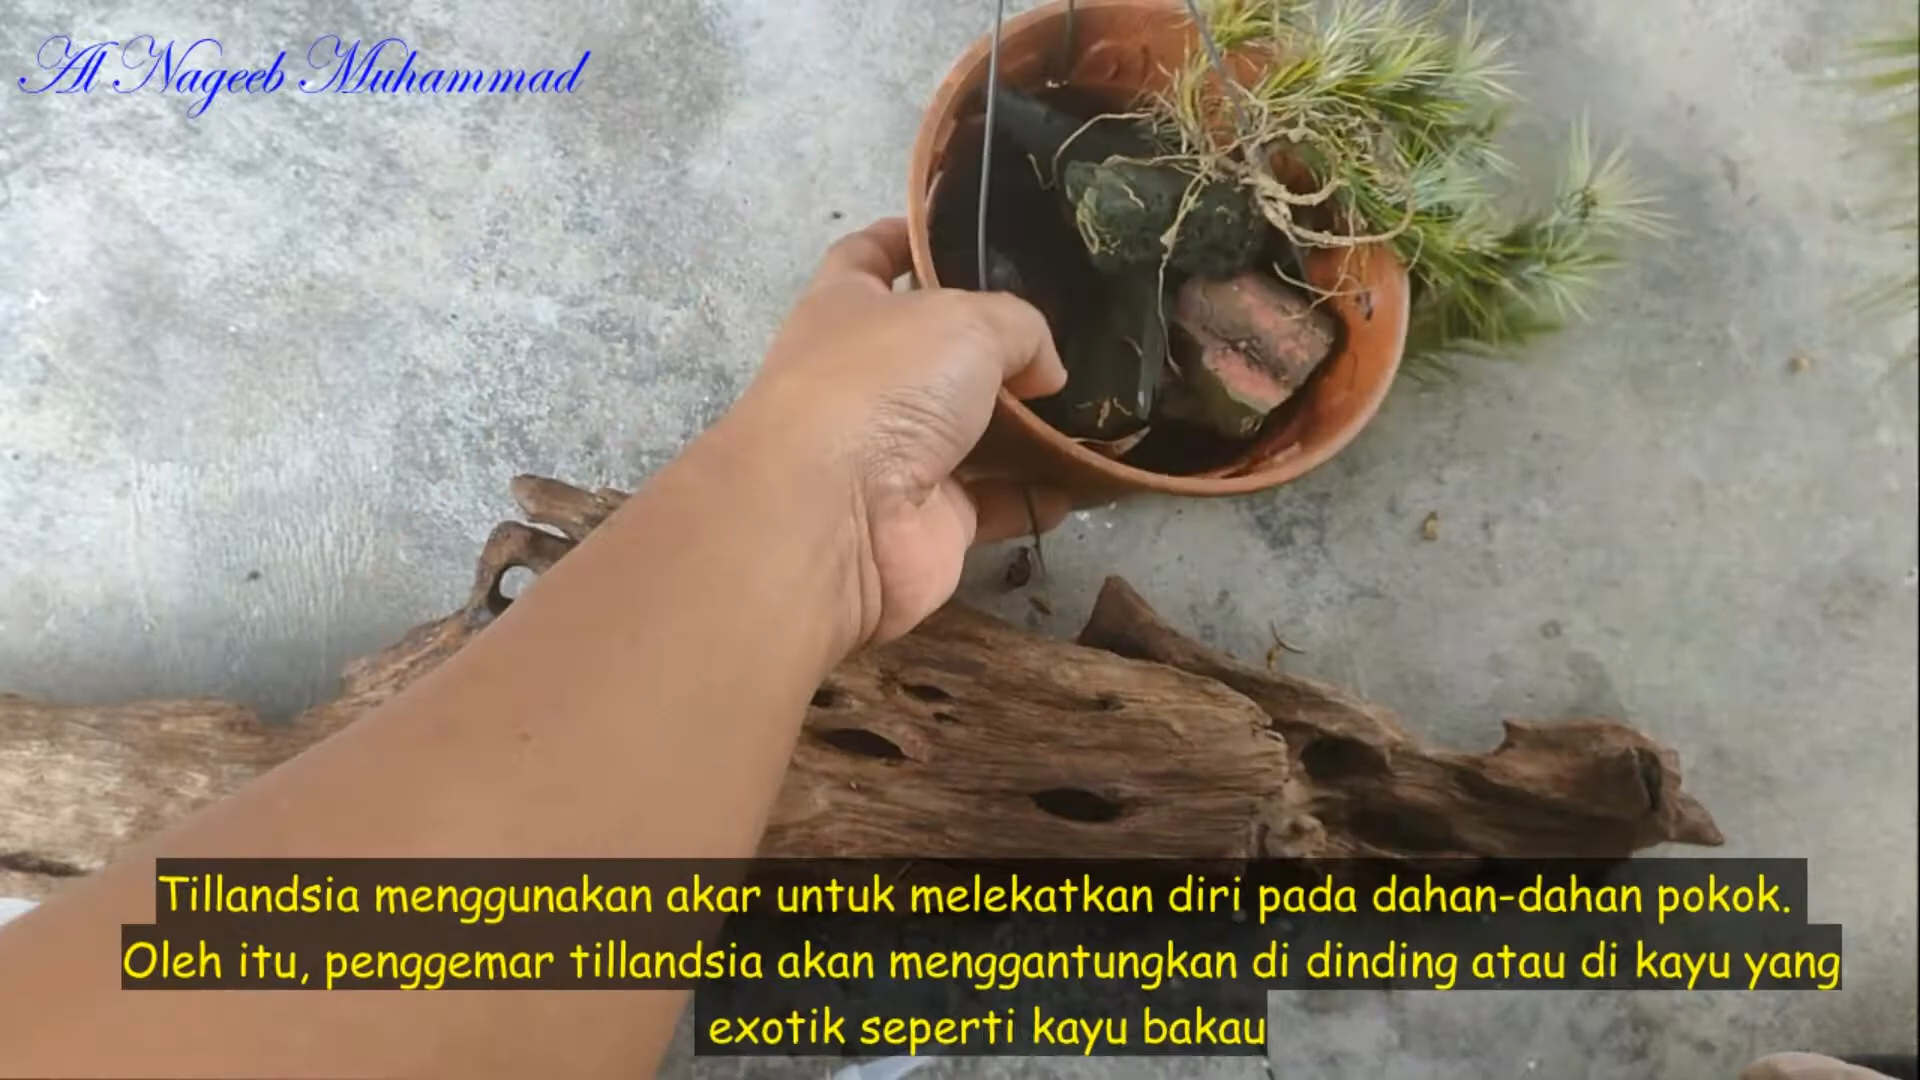 Al Nageeb Muhammad
Tillandsia menggunakan akar untuk melekatkan diri pada dahan-dahan pokok.
Oleh itu, penggemar tillandsia akan menggantungkan di dinding atau di kayu yang
exotik seperti kayu bakau